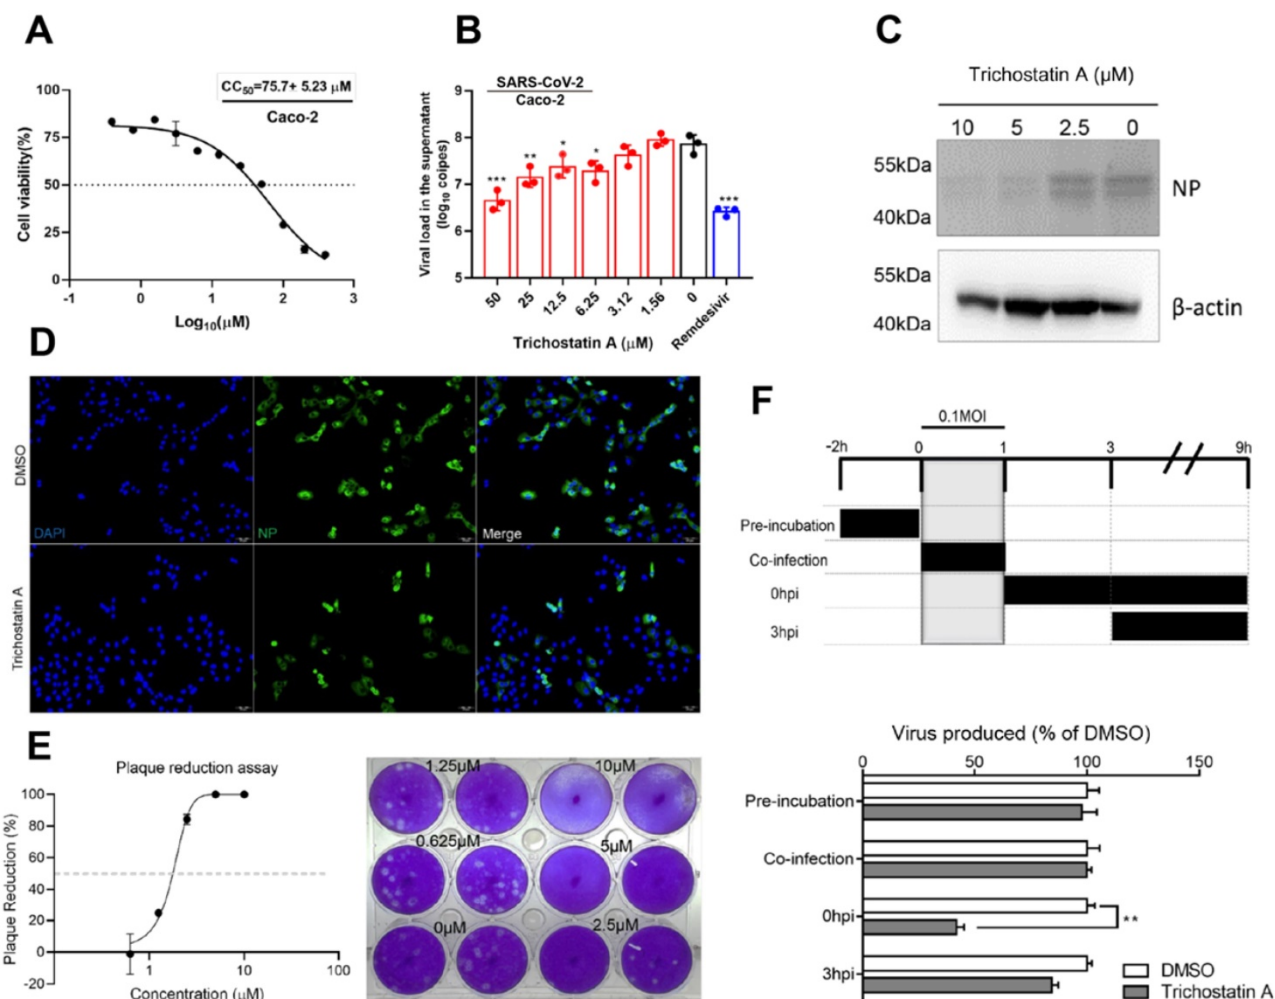 A
CC50=75.7+ 5.23 μM
Caco-2
100
75
50
25
0
Cell viability(%)
-1
0
1
2
3
Log10(μM)
B
SARS-CoV-2
Caco-2
9
8
7
6
5
Viral load in the supernatant
(log10 coipes)
***
**
*
*
***
50
25
12.5
6.25
3.12
1.56
0
Remdesivir
Trichostatin A (μM)
C
Trichostatin A (μM)
10 5 2.5 0
55kDa
40kDa
NP
55kDa
40kDa
β-actin
D
DMSO
DAPI
NP
Merge
Trichostatin A
E
Plaque reduction assay
100
80
60
40
20
0
-20
Plaque Reduction (%)
1
10
100
Concentration (μM)
1.25μM
10μM
0.625μM
5μM
0μM
2.5μM
F
0.1MOI
-2h 0 1 3 9h
Pre-incubation
Co-infection
0hpi
3hpi
Virus produced (% of DMSO)
0 50 100 150
Pre-incubation
Co-infection
0hpi
**
3hpi
DMSO
Trichostatin A